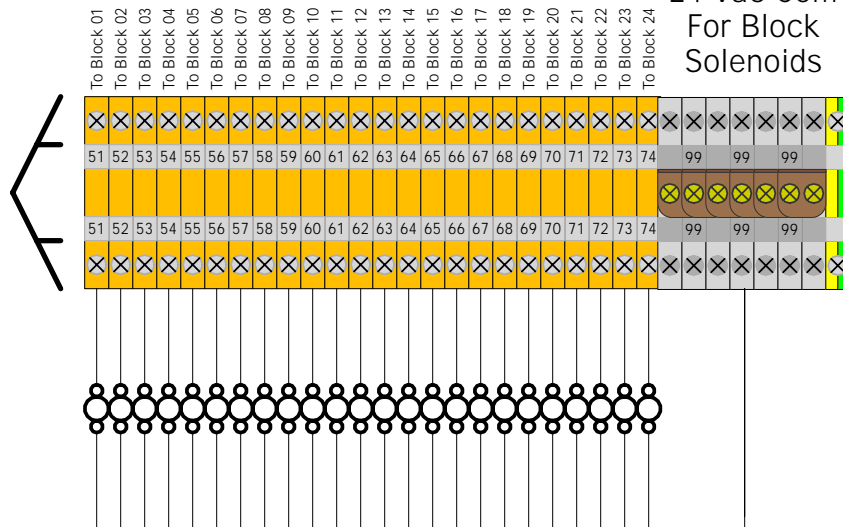 To Block 01
To Block 02
To Block 03
To Block 04
To Block 05
To Block 06
To Block 07
To Block 08
To Block 09
To Block 10
To Block 11
To Block 12
To Block 13
To Block 14
To Block 15
To Block 16
To Block 17
To Block 18
To Block 19
To Block 20
To Block 21
To Block 22
To Block 23
To Block 24
For Block
Solenoids
51 52 53 54 55 56 57 58 59 60 61 62 63 64 65 66 67 68 69 70 71 72 73 74 99 99 99
51 52 53 54 55 56 57 58 59 60 61 62 63 64 65 66 67 68 69 70 71 72 73 74 99 99 99